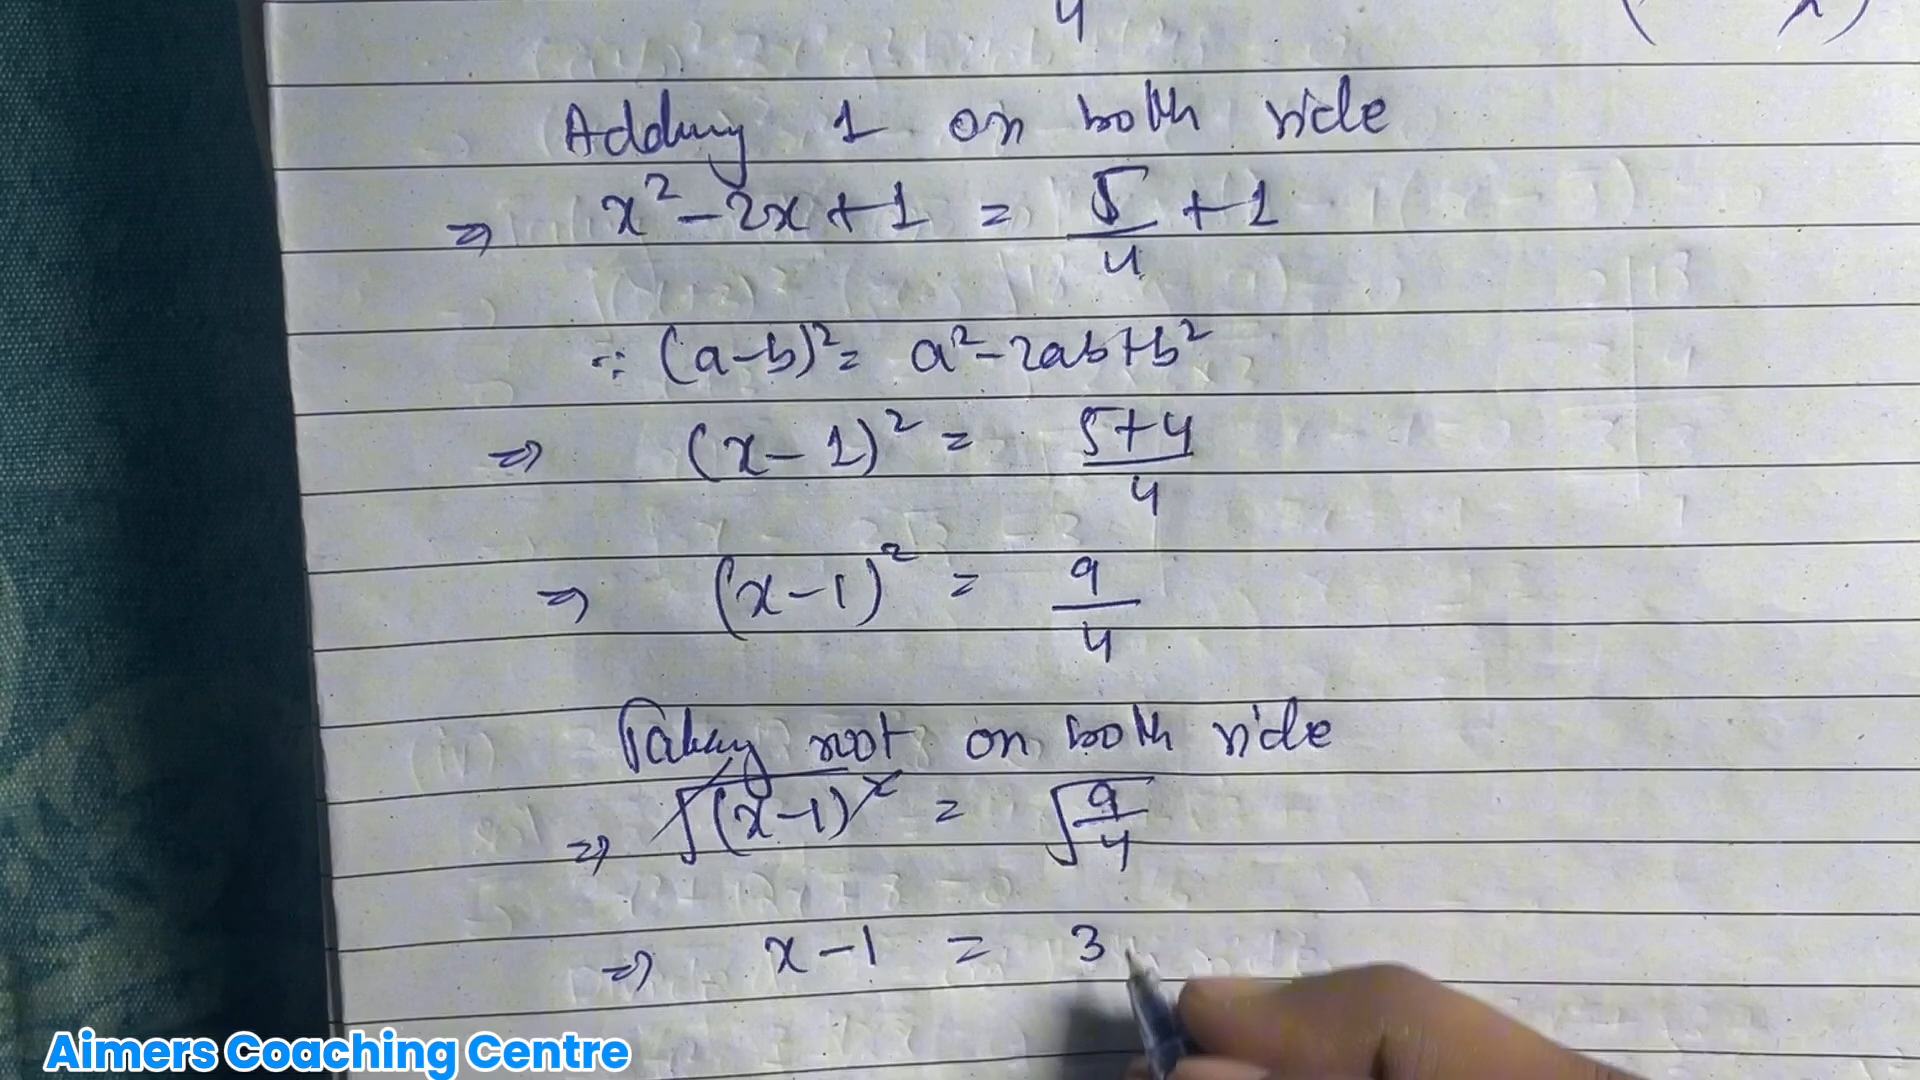 4
( x)
Adding 1 on both side
⇒ x² - 2x + 1 = 5/4 + 1
∵ (a-b)² = a² - 2ab + b²
⇒ (x - 1)² = 5+4/4
⇒ (x-1)² = 9/4
Taking root on both side
⇒ √(x-1)² = √9/4
⇒ x - 1 = 3
Aimers Coaching Centre